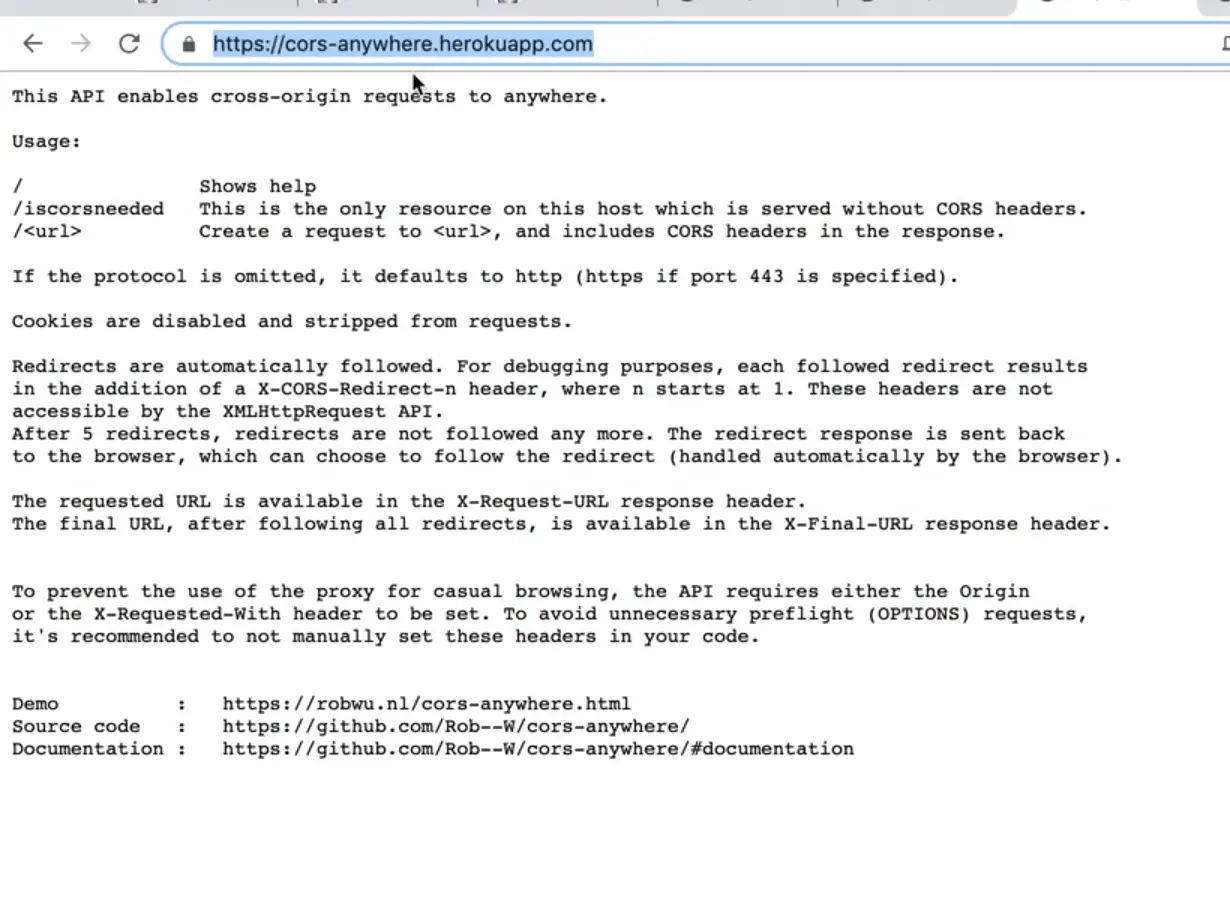 https://cors-anywhere.herokuapp.com
This API enables cross-origin requests to anywhere.
Usage:
/ Shows help
/iscorsneeded This is the only resource on this host which is served without CORS headers.
/<url> Create a request to <url>, and includes CORS headers in the response.
If the protocol is omitted, it defaults to http (https if port 443 is specified).
Cookies are disabled and stripped from requests.
Redirects are automatically followed. For debugging purposes, each followed redirect results
in the addition of a X-CORS-Redirect-n header, where n starts at 1. These headers are not
accessible by the XMLHttpRequest API.
After 5 redirects, redirects are not followed any more. The redirect response is sent back
to the browser, which can choose to follow the redirect (handled automatically by the browser).
The requested URL is available in the X-Request-URL response header.
The final URL, after following all redirects, is available in the X-Final-URL response header.
To prevent the use of the proxy for casual browsing, the API requires either the Origin
or the X-Requested-With header to be set. To avoid unnecessary preflight (OPTIONS) requests,
it's recommended to not manually set these headers in your code.
Demo : https://robwu.nl/cors-anywhere.html
Source code : https://github.com/Rob--W/cors-anywhere/
Documentation : https://github.com/Rob--W/cors-anywhere/#documentation